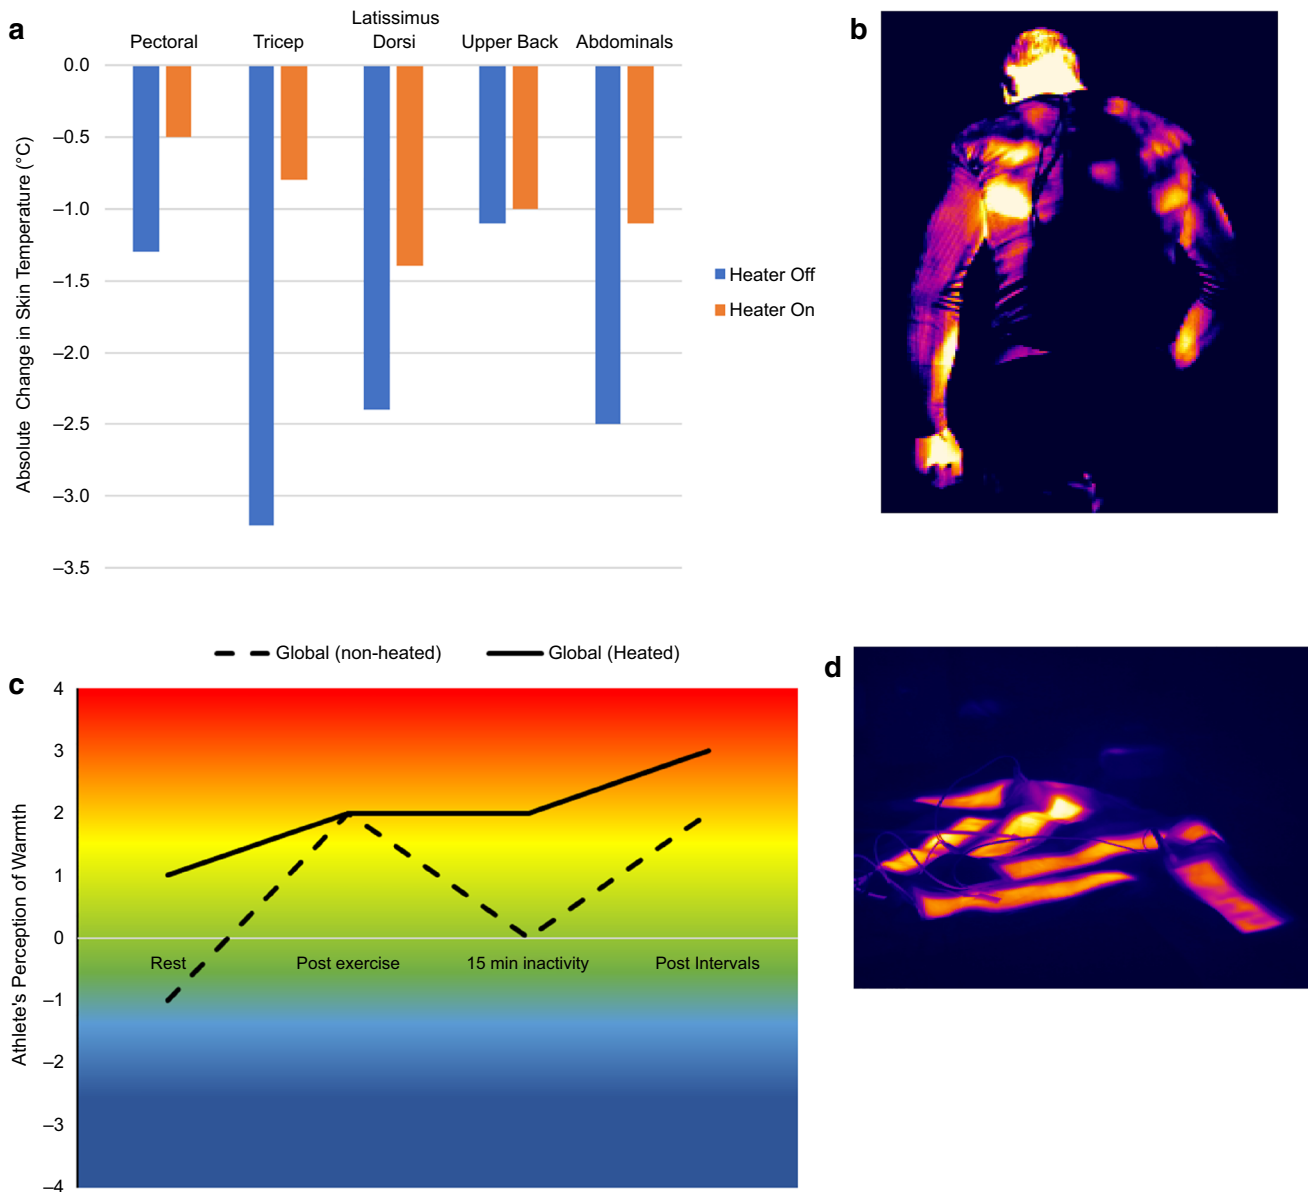 a
Pectoral
Tricep
Latissimus
Dorsi
Upper Back
Abdominals
0.0
–0.5
–1.0
–1.5
–2.0
–2.5
–3.0
–3.5
Absolute Change in Skin Temperature (°C)
Heater Off
Heater On
b
c
Global (non-heated)
Global (Heated)
4
3
2
1
0
–1
–2
–3
–4
Athlete's Perception of Warmth
Rest
Post exercise
15 min inactivity
Post Intervals
d